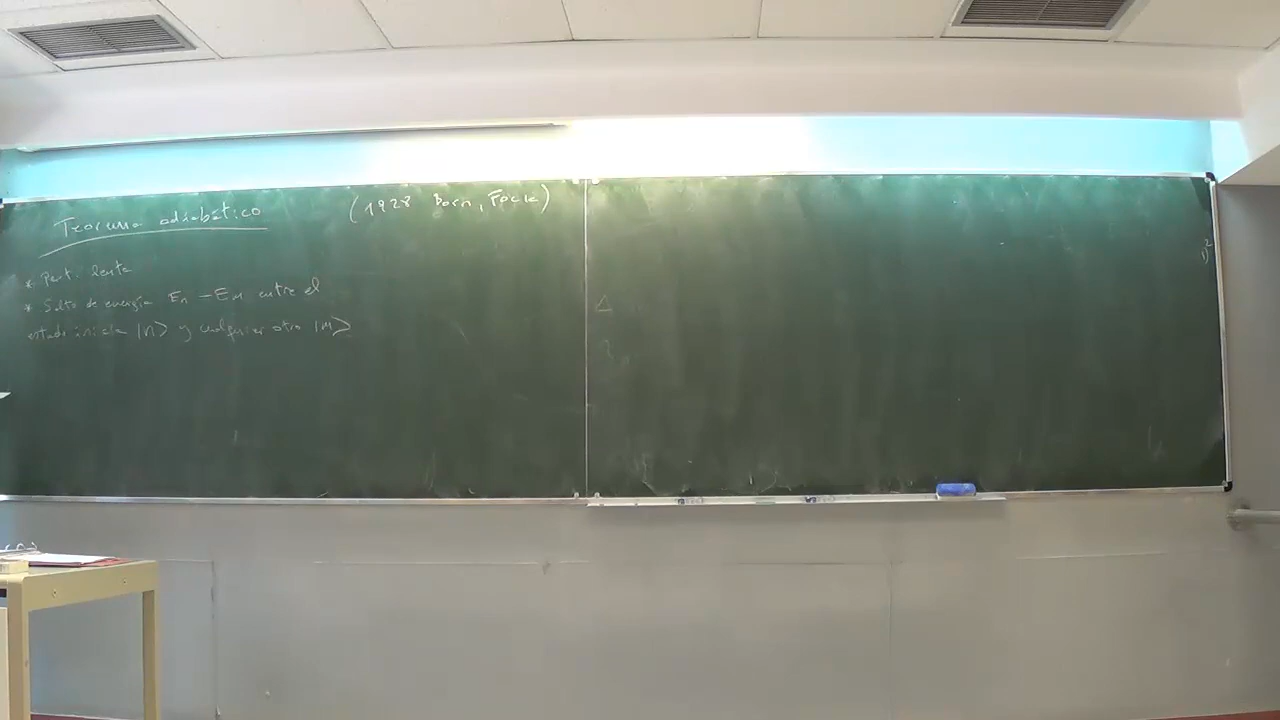 Teorema adiabático (1928 Born, Fock)
* Pert. lenta
* Salto de energía En - Em entre el
estado inicial |n> y cualquier otro |m>